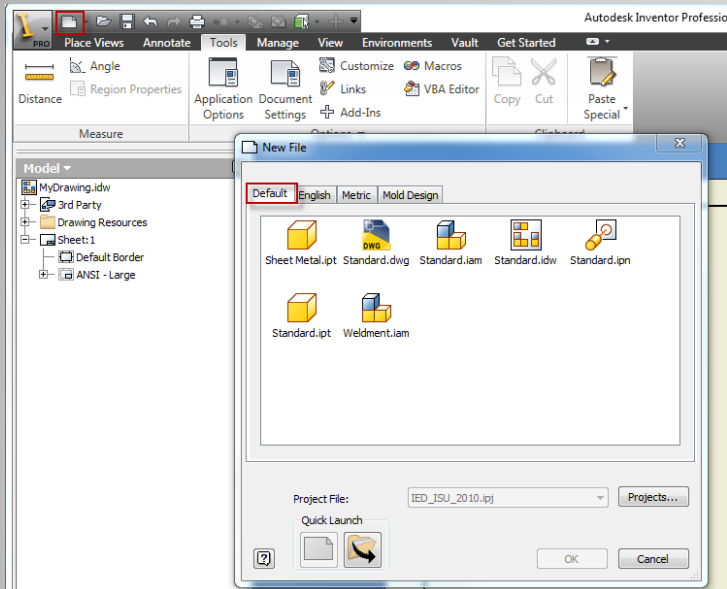 Autodesk Inventor Professio
PRO
Place Views Annotate Tools Manage View Environments Vault Get Started
Angle
Region Properties
Distance
Measure
Application Options
Document Settings
Customize
Links
Add-Ins
Macros
VBA Editor
Options
Copy
Cut
Paste Special
Model
MyDrawing.idw
3rd Party
Drawing Resources
Sheet:1
Default Border
ANSI - Large
New File
Default English Metric Mold Design
Sheet Metal.ipt Standard.dwg Standard.iam Standard.idw Standard.ipn
DWG
Standard.ipt Weldment.iam
Project File: IED_ISU_2010.ipj Projects...
Quick Launch
OK Cancel